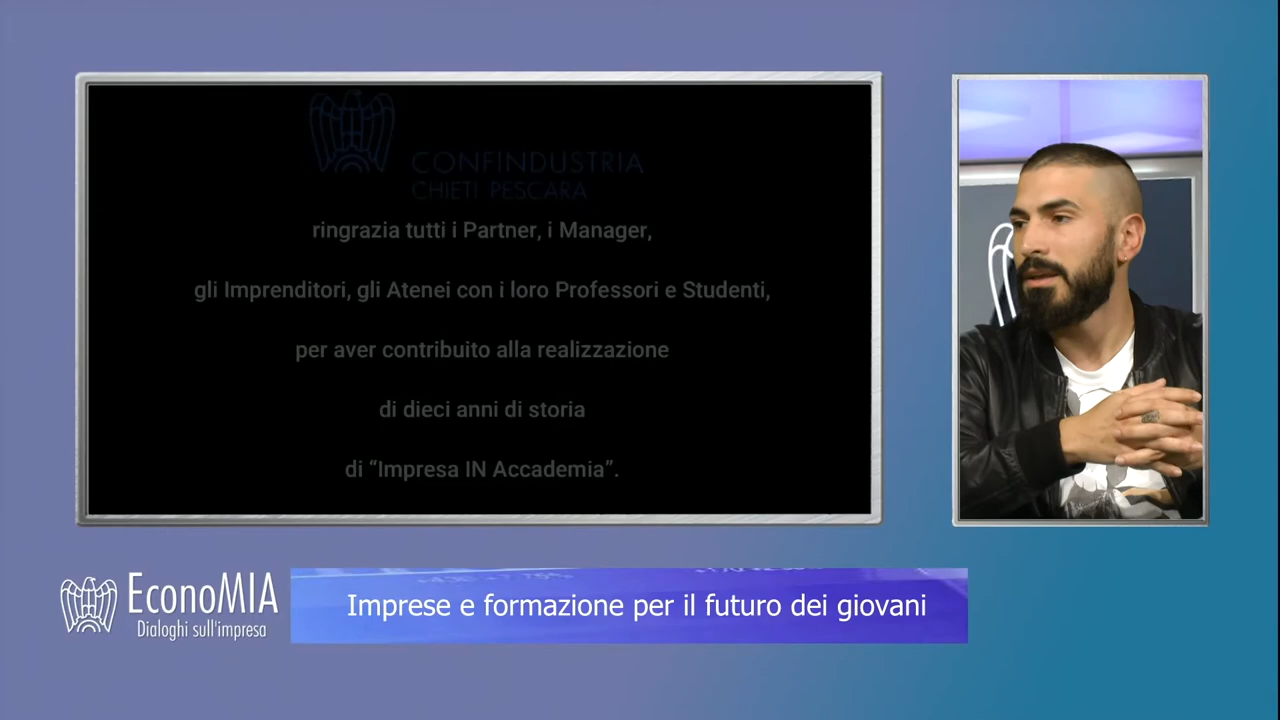 CONFINDUSTRIA
CHIETI PESCARA
ringrazia tutti i Partner, i Manager,
gli Imprenditori, gli Atenei con i loro Professori e Studenti,
per aver contribuito alla realizzazione
di dieci anni di storia
di “Impresa IN Accademia”.
EconoMIA
Dialoghi sull'impresa
Imprese e formazione per il futuro dei giovani